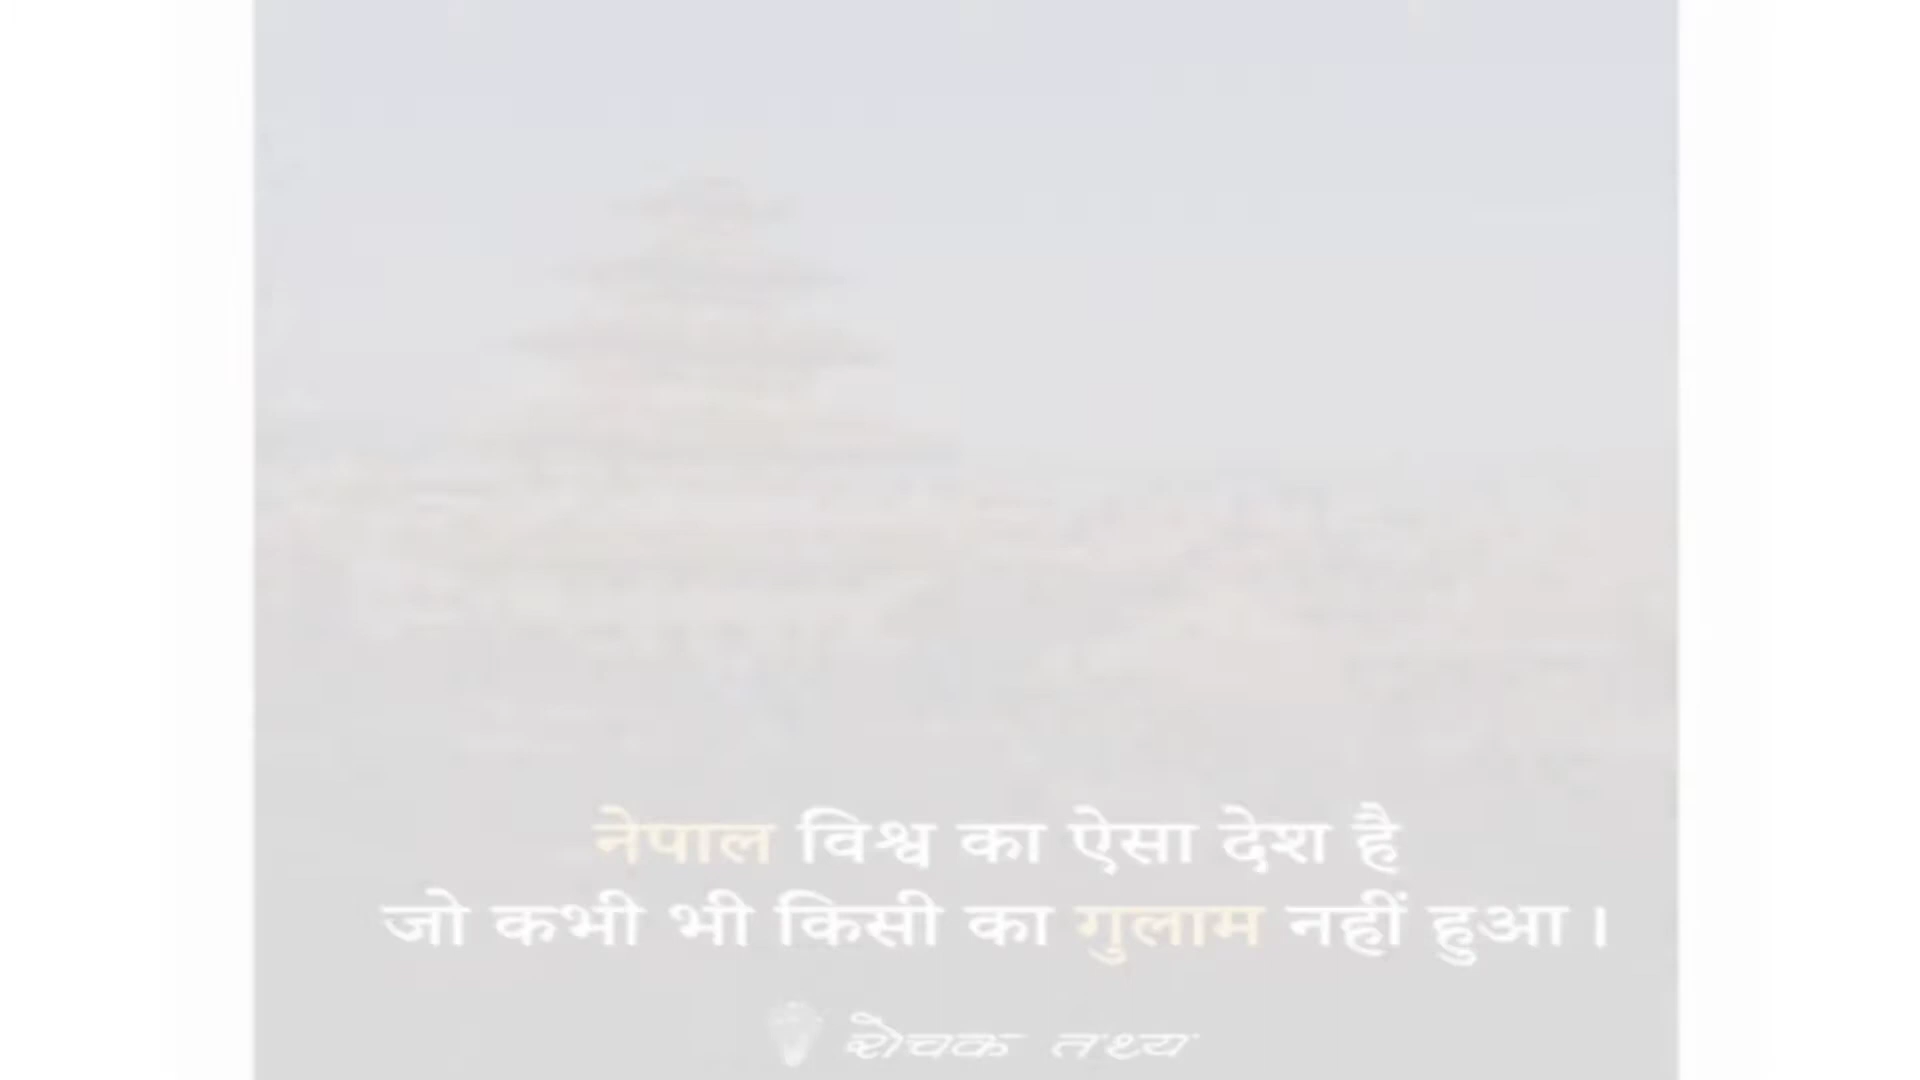 नेपाल विश्व का ऐसा देश है
जो कभी भी किसी का गुलाम नहीं हुआ।
रोचक तथ्य